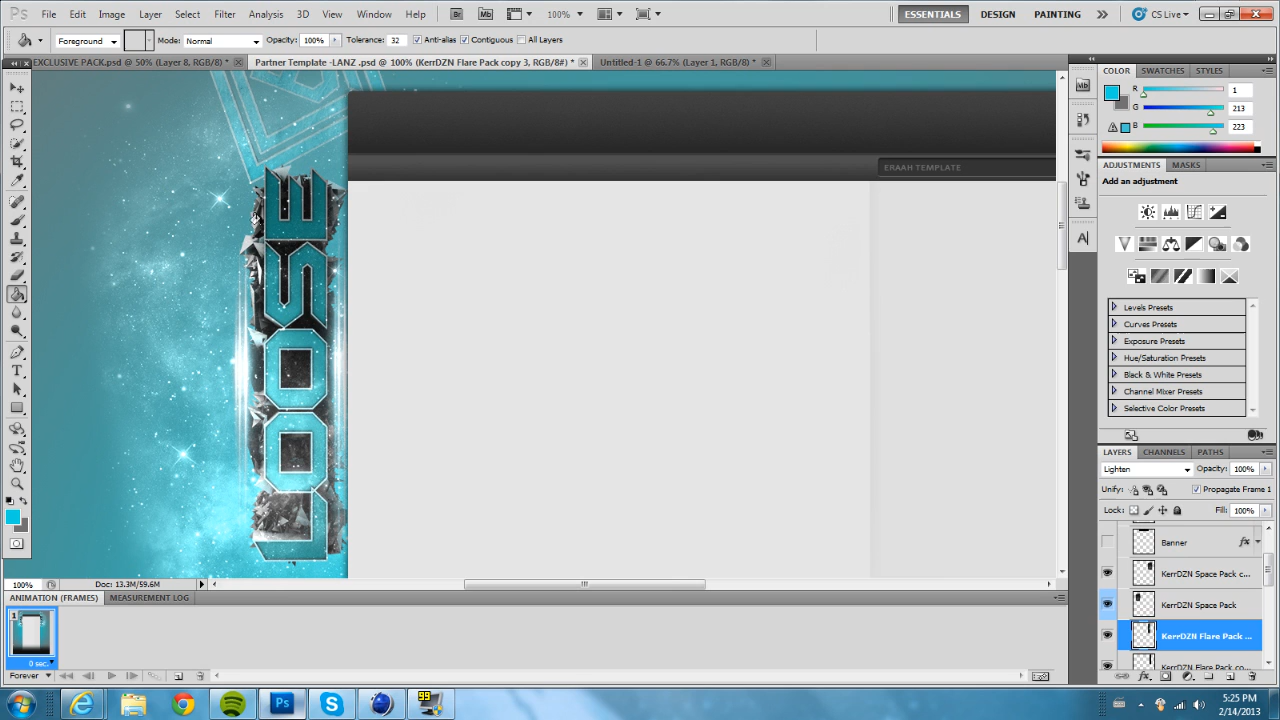 File Edit Image Layer Select Filter Analysis 3D View Window Help Br Mb 100% ESSENTIALS DESIGN PAINTING CS Live
Foreground Mode: Normal Opacity: 100% Tolerance: 32 Anti-alias Contiguous All Layers
EXCLUSIVE PACK.psd @ 50% (Layer 8, RGB/8) * Partner Template -LANZ .psd @ 100% (KerrDZN Flare Pack copy 3, RGB/8#) * Untitled-1 @ 66.7% (Layer 1, RGB/8) *
COLOR SWATCHES STYLES
R 1
G 213
B 223
ERAAH TEMPLATE
ADJUSTMENTS MASKS
Add an adjustment
Levels Presets
Curves Presets
Exposure Presets
Hue/Saturation Presets
Black & White Presets
Channel Mixer Presets
Selective Color Presets
LAYERS CHANNELS PATHS
Lighten Opacity: 100%
Unify: Propagate Frame 1
Lock: Fill: 100%
Banner fx
KerrDZN Space Pack c...
KerrDZN Space Pack
KerrDZN Flare Pack ...
KerrDZN Flare Pack co...
100% Doc: 13.3M/59.6M
ANIMATION (FRAMES) MEASUREMENT LOG
1
0 sec.
Forever
Ps
99
5:25 PM
2/14/2013